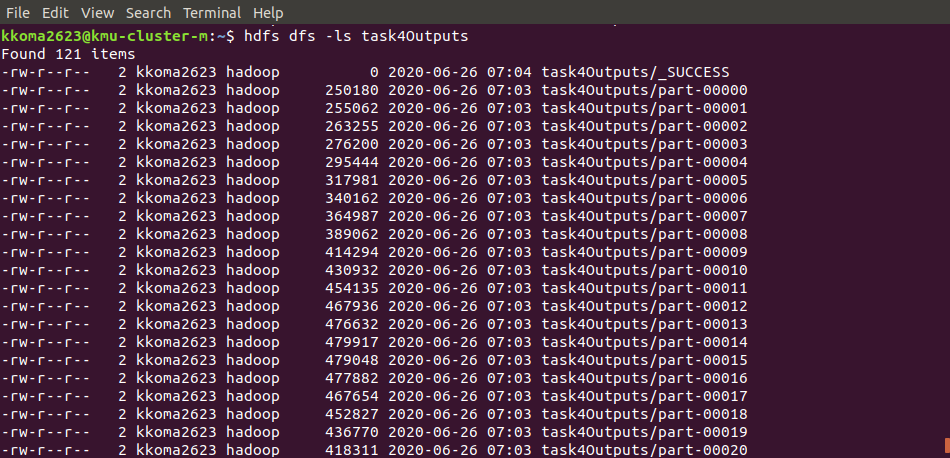 File Edit View Search Terminal Help
kkoma2623@kmu-cluster-m:~$ hdfs dfs -ls task4Outputs
Found 121 items
-rw-r--r--   2 kkoma2623 hadoop          0 2020-06-26 07:04 task4Outputs/_SUCCESS
-rw-r--r--   2 kkoma2623 hadoop     250180 2020-06-26 07:03 task4Outputs/part-00000
-rw-r--r--   2 kkoma2623 hadoop     255062 2020-06-26 07:03 task4Outputs/part-00001
-rw-r--r--   2 kkoma2623 hadoop     263255 2020-06-26 07:03 task4Outputs/part-00002
-rw-r--r--   2 kkoma2623 hadoop     276200 2020-06-26 07:03 task4Outputs/part-00003
-rw-r--r--   2 kkoma2623 hadoop     295444 2020-06-26 07:03 task4Outputs/part-00004
-rw-r--r--   2 kkoma2623 hadoop     317981 2020-06-26 07:03 task4Outputs/part-00005
-rw-r--r--   2 kkoma2623 hadoop     340162 2020-06-26 07:03 task4Outputs/part-00006
-rw-r--r--   2 kkoma2623 hadoop     364987 2020-06-26 07:03 task4Outputs/part-00007
-rw-r--r--   2 kkoma2623 hadoop     389062 2020-06-26 07:03 task4Outputs/part-00008
-rw-r--r--   2 kkoma2623 hadoop     414294 2020-06-26 07:03 task4Outputs/part-00009
-rw-r--r--   2 kkoma2623 hadoop     430932 2020-06-26 07:03 task4Outputs/part-00010
-rw-r--r--   2 kkoma2623 hadoop     454135 2020-06-26 07:03 task4Outputs/part-00011
-rw-r--r--   2 kkoma2623 hadoop     467936 2020-06-26 07:03 task4Outputs/part-00012
-rw-r--r--   2 kkoma2623 hadoop     476632 2020-06-26 07:03 task4Outputs/part-00013
-rw-r--r--   2 kkoma2623 hadoop     479917 2020-06-26 07:03 task4Outputs/part-00014
-rw-r--r--   2 kkoma2623 hadoop     479048 2020-06-26 07:03 task4Outputs/part-00015
-rw-r--r--   2 kkoma2623 hadoop     477882 2020-06-26 07:03 task4Outputs/part-00016
-rw-r--r--   2 kkoma2623 hadoop     467654 2020-06-26 07:03 task4Outputs/part-00017
-rw-r--r--   2 kkoma2623 hadoop     452827 2020-06-26 07:03 task4Outputs/part-00018
-rw-r--r--   2 kkoma2623 hadoop     436770 2020-06-26 07:03 task4Outputs/part-00019
-rw-r--r--   2 kkoma2623 hadoop     418311 2020-06-26 07:03 task4Outputs/part-00020